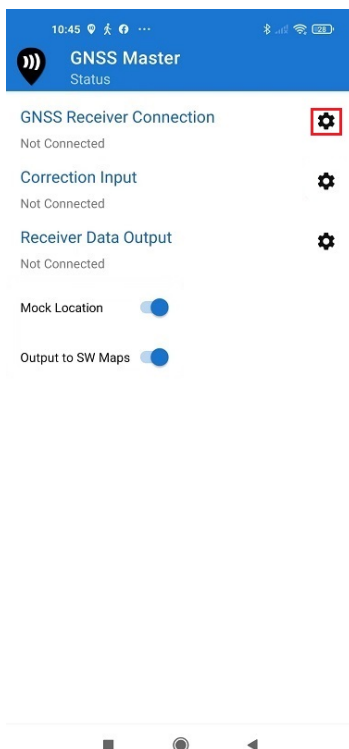 10:45
28
GNSS Master
Status
GNSS Receiver Connection
Not Connected
Correction Input
Not Connected
Receiver Data Output
Not Connected
Mock Location
Output to SW Maps